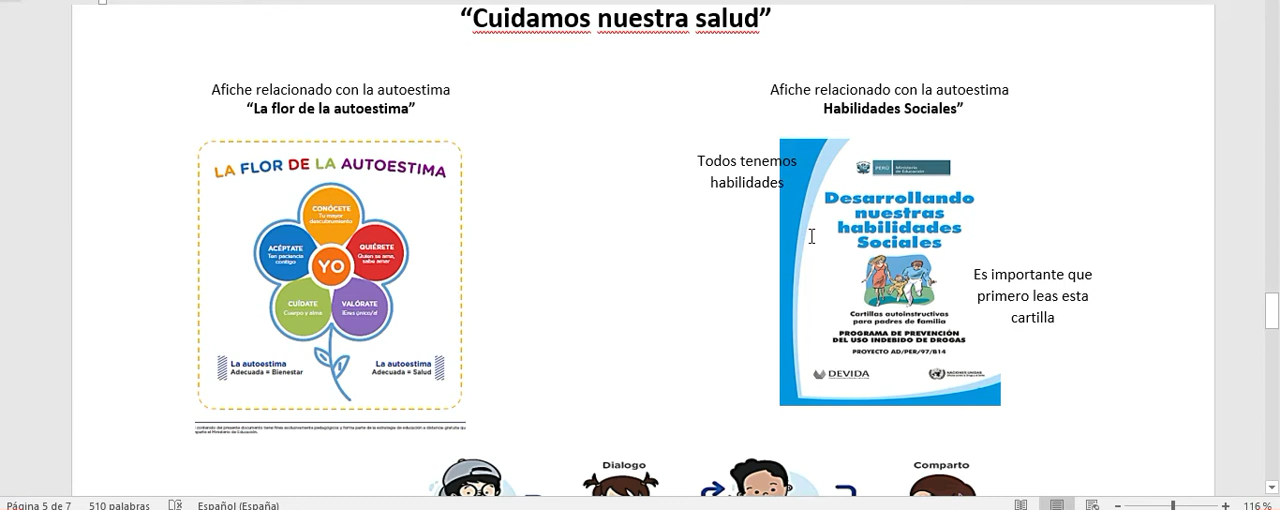 “Cuidamos nuestra salud”
Afiche relacionado con la autoestima
“La flor de la autoestima”
LA FLOR DE LA AUTOESTIMA
CONÓCETE
Tu mayor
descubrimiento
ACÉPTATE
Ten paciencia
contigo
QUIÉRETE
Quien se ama,
sabe amar
YO
CUÍDATE
Cuerpo y alma
VALÓRATE
¡Eres único/a!
La autoestima
Adecuada = Bienestar
La autoestima
Adecuada = Salud
Afiche relacionado con la autoestima
Habilidades Sociales”
Todos tenemos
habilidades
PERÚ
Ministerio
de Educación
Desarrollando
nuestras
habilidades
Sociales
Cartillas autoinstructivas
para padres de familia
PROGRAMA DE PREVENCIÓN
DEL USO INDEBIDO DE DROGAS
PROYECTO AD/PER/97/B14
DEVIDA
NACIONES UNIDAS
Es importante que
primero leas esta
cartilla
Dialogo
Comparto
Página 5 de 7
510 palabras
Español (España)
116 %